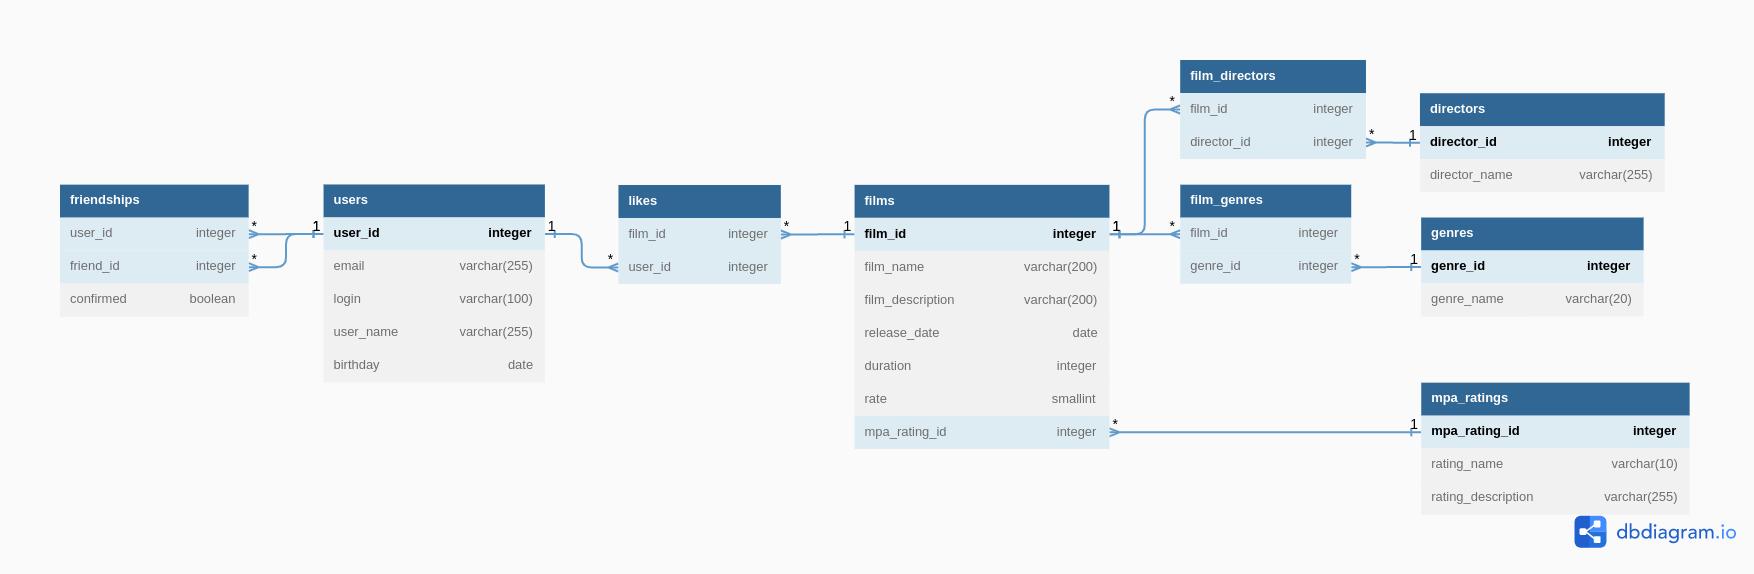 friendships
* 1
user_id integer
*
friend_id integer
confirmed boolean
users
1
user_id integer
email varchar(255)
login varchar(100)
user_name varchar(255)
birthday date
likes
* 1
film_id integer
*
user_id integer
films
1
film_id integer
film_name varchar(200)
film_description varchar(200)
release_date date
duration integer
rate smallint
*
mpa_rating_id integer
film_directors
*
film_id integer
* 1
director_id integer
directors
director_id integer
director_name varchar(255)
film_genres
*
film_id integer
* 1
genre_id integer
genres
genre_id integer
genre_name varchar(20)
mpa_ratings
1
mpa_rating_id integer
rating_name varchar(10)
rating_description varchar(255)
dbdiagram.io